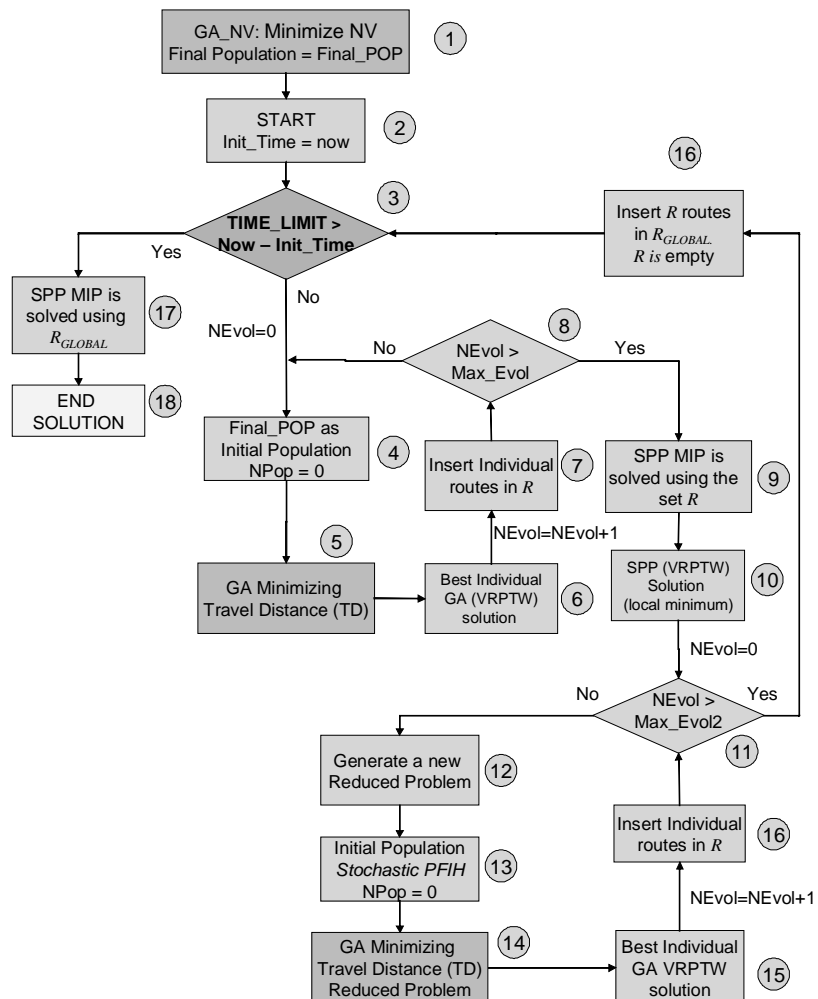 GA_NV: Minimize NV
Final Population = Final_POP
1
START
Init_Time = now
2
3
TIME_LIMIT >
Now – Init_Time
Yes
No
NEvol=0
16
Insert R routes
in R_GLOBAL.
R is empty
SPP MIP is
solved using
R_GLOBAL
17
END
SOLUTION
18
8
NEvol >
Max_Evol
No
Yes
Final_POP as
Initial Population
NPop = 0
4
Insert Individual
routes in R
7
SPP MIP is
solved using the
set R
9
NEvol=NEvol+1
5
GA Minimizing
Travel Distance (TD)
Best Individual
GA (VRPTW)
solution
6
SPP (VRPTW)
Solution
(local minimum)
10
NEvol=0
No
Yes
NEvol >
Max_Evol2
11
Generate a new
Reduced Problem
12
Initial Population
Stochastic PFIH
NPop = 0
13
Insert Individual
routes in R
16
NEvol=NEvol+1
GA Minimizing
Travel Distance (TD)
Reduced Problem
14
Best Individual
GA VRPTW
solution
15